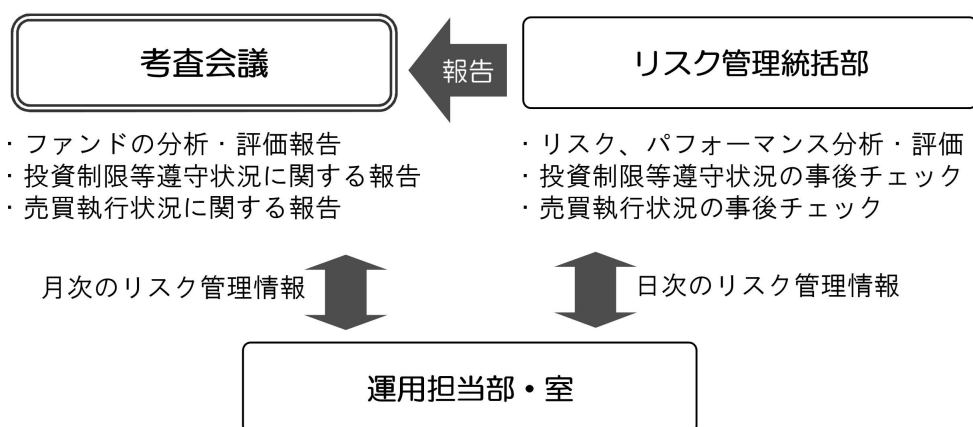 考査会議
報告
リスク管理統括部
・ファンドの分析・評価報告
・投資制限等遵守状況に関する報告
・売買執行状況に関する報告
・リスク、パフォーマンス分析・評価
・投資制限等遵守状況の事後チェック
・売買執行状況の事後チェック
月次のリスク管理情報
日次のリスク管理情報
運用担当部・室